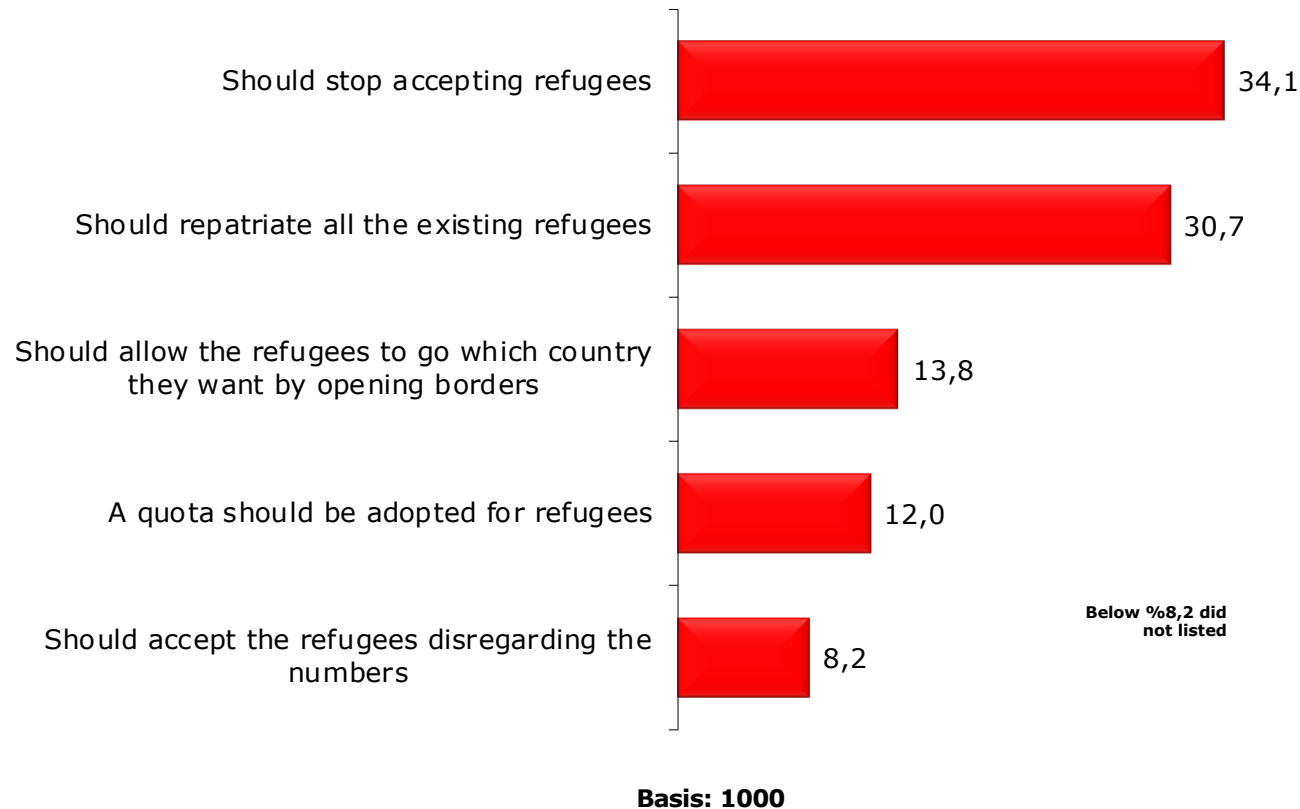 Should stop accepting refugees
34,1
Should repatriate all the existing refugees
30,7
Should allow the refugees to go which country
they want by opening borders
13,8
A quota should be adopted for refugees
12,0
Should accept the refugees disregarding the
numbers
8,2
Below %8,2 did
not listed
Basis: 1000